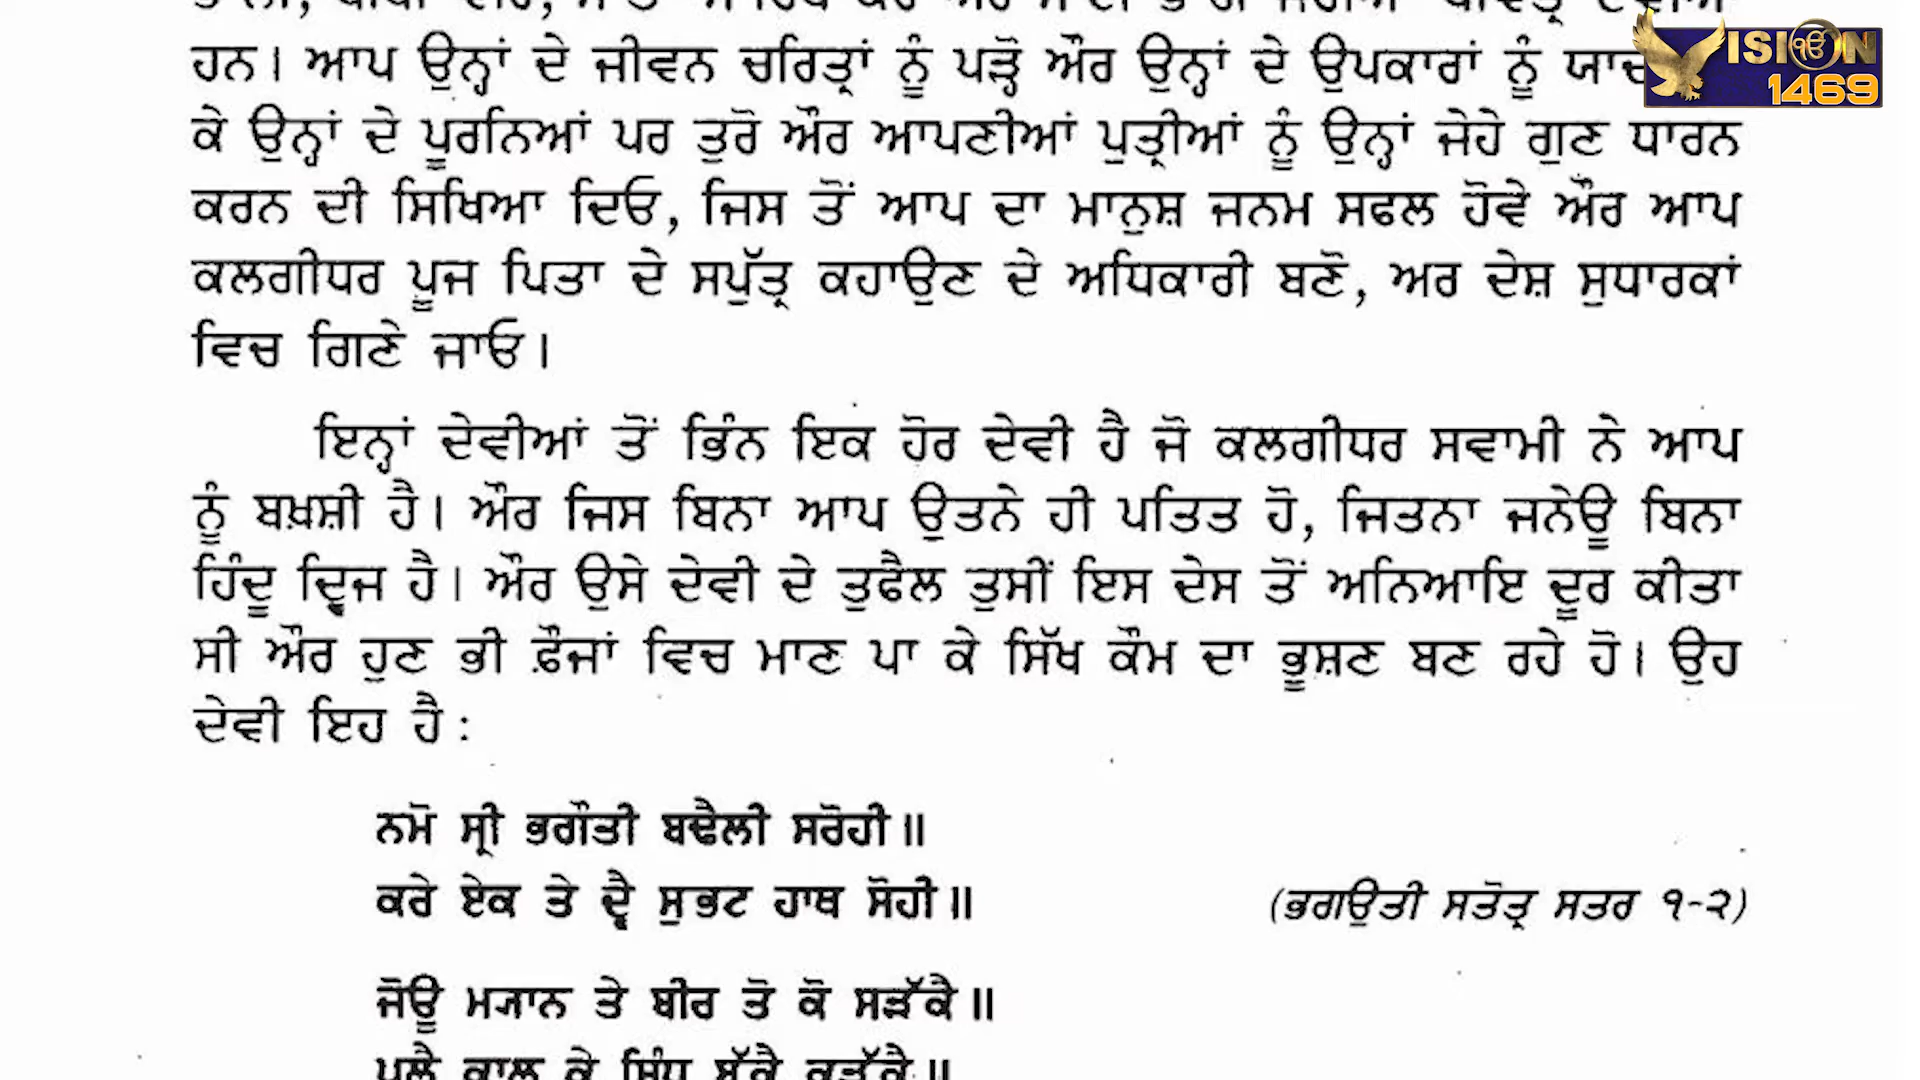 ਹਨ। ਆਪ ਉਨ੍ਹਾਂ ਦੇ ਜੀਵਨ ਚਰਿਤ੍ਰਾਂ ਨੂੰ ਪੜ੍ਹੋ ਔਰ ਉਨ੍ਹਾਂ ਦੇ ਉਪਕਾਰਾਂ ਨੂੰ
ਕੇ ਉਨ੍ਹਾਂ ਦੇ ਪੂਰਨਿਆਂ ਪਰ ਤੁਰੋ ਔਰ ਆਪਣੀਆਂ ਪੁਤ੍ਰੀਆਂ ਨੂੰ ਉਨ੍ਹਾਂ ਜੇਹੇ ਗੁਣ ਧਾਰਨ
ਕਰਨ ਦੀ ਸਿਖਿਆ ਦਿਓ, ਜਿਸ ਤੋਂ ਆਪ ਦਾ ਮਾਨੁਸ਼ ਜਨਮ ਸਫਲ ਹੋਵੇ ਔਰ ਆਪ
ਕਲਗੀਧਰ ਪੂਜ ਪਿਤਾ ਦੇ ਸਪੁੱਤ੍ਰ ਕਹਾਉਣ ਦੇ ਅਧਿਕਾਰੀ ਬਣੋ, ਅਰ ਦੇਸ਼ ਸੁਧਾਰਕਾਂ
ਵਿਚ ਗਿਣੇ ਜਾਓ।
ਇਨ੍ਹਾਂ ਦੇਵੀਆਂ ਤੋਂ ਭਿੰਨ ਇਕ ਹੋਰ ਦੇਵੀ ਹੈ ਜੋ ਕਲਗੀਧਰ ਸਵਾਮੀ ਨੇ ਆਪ
ਨੂੰ ਬਖ਼ਸ਼ੀ ਹੈ। ਔਰ ਜਿਸ ਬਿਨਾ ਆਪ ਉਤਨੇ ਹੀ ਪਤਿਤ ਹੋ, ਜਿਤਨਾ ਜਨੇਊ ਬਿਨਾ
ਹਿੰਦੂ ਦ੍ਵਿਜ ਹੈ। ਔਰ ਉਸੇ ਦੇਵੀ ਦੇ ਤੁਫੈਲ ਤੁਸੀਂ ਇਸ ਦੇਸ ਤੋਂ ਅਨਿਆਇ ਦੂਰ ਕੀਤਾ
ਸੀ ਔਰ ਹੁਣ ਭੀ ਫ਼ੌਜਾਂ ਵਿਚ ਮਾਣ ਪਾ ਕੇ ਸਿੱਖ ਕੌਮ ਦਾ ਭੂਸ਼ਣ ਬਣ ਰਹੇ ਹੋ। ਉਹ
ਦੇਵੀ ਇਹ ਹੈ :
ਨਮੋ ਸ੍ਰੀ ਭਗੌਤੀ ਬਢੈਲੀ ਸਰੋਹੀ॥
ਕਰੇ ਏਕ ਤੇ ਦ੍ਵੈ ਸੁਭਟ ਹਾਥ ਸੋਹੀ॥ (ਭਗਉਤੀ ਸਤੋਤ੍ਰ ਸਤਰ ੧-੨)
ਜੋਊ ਮ੍ਯਾਨ ਤੇ ਬੀਰ ਤੋ ਕੋ ਸੜੱਕੈ॥
VISION
1469